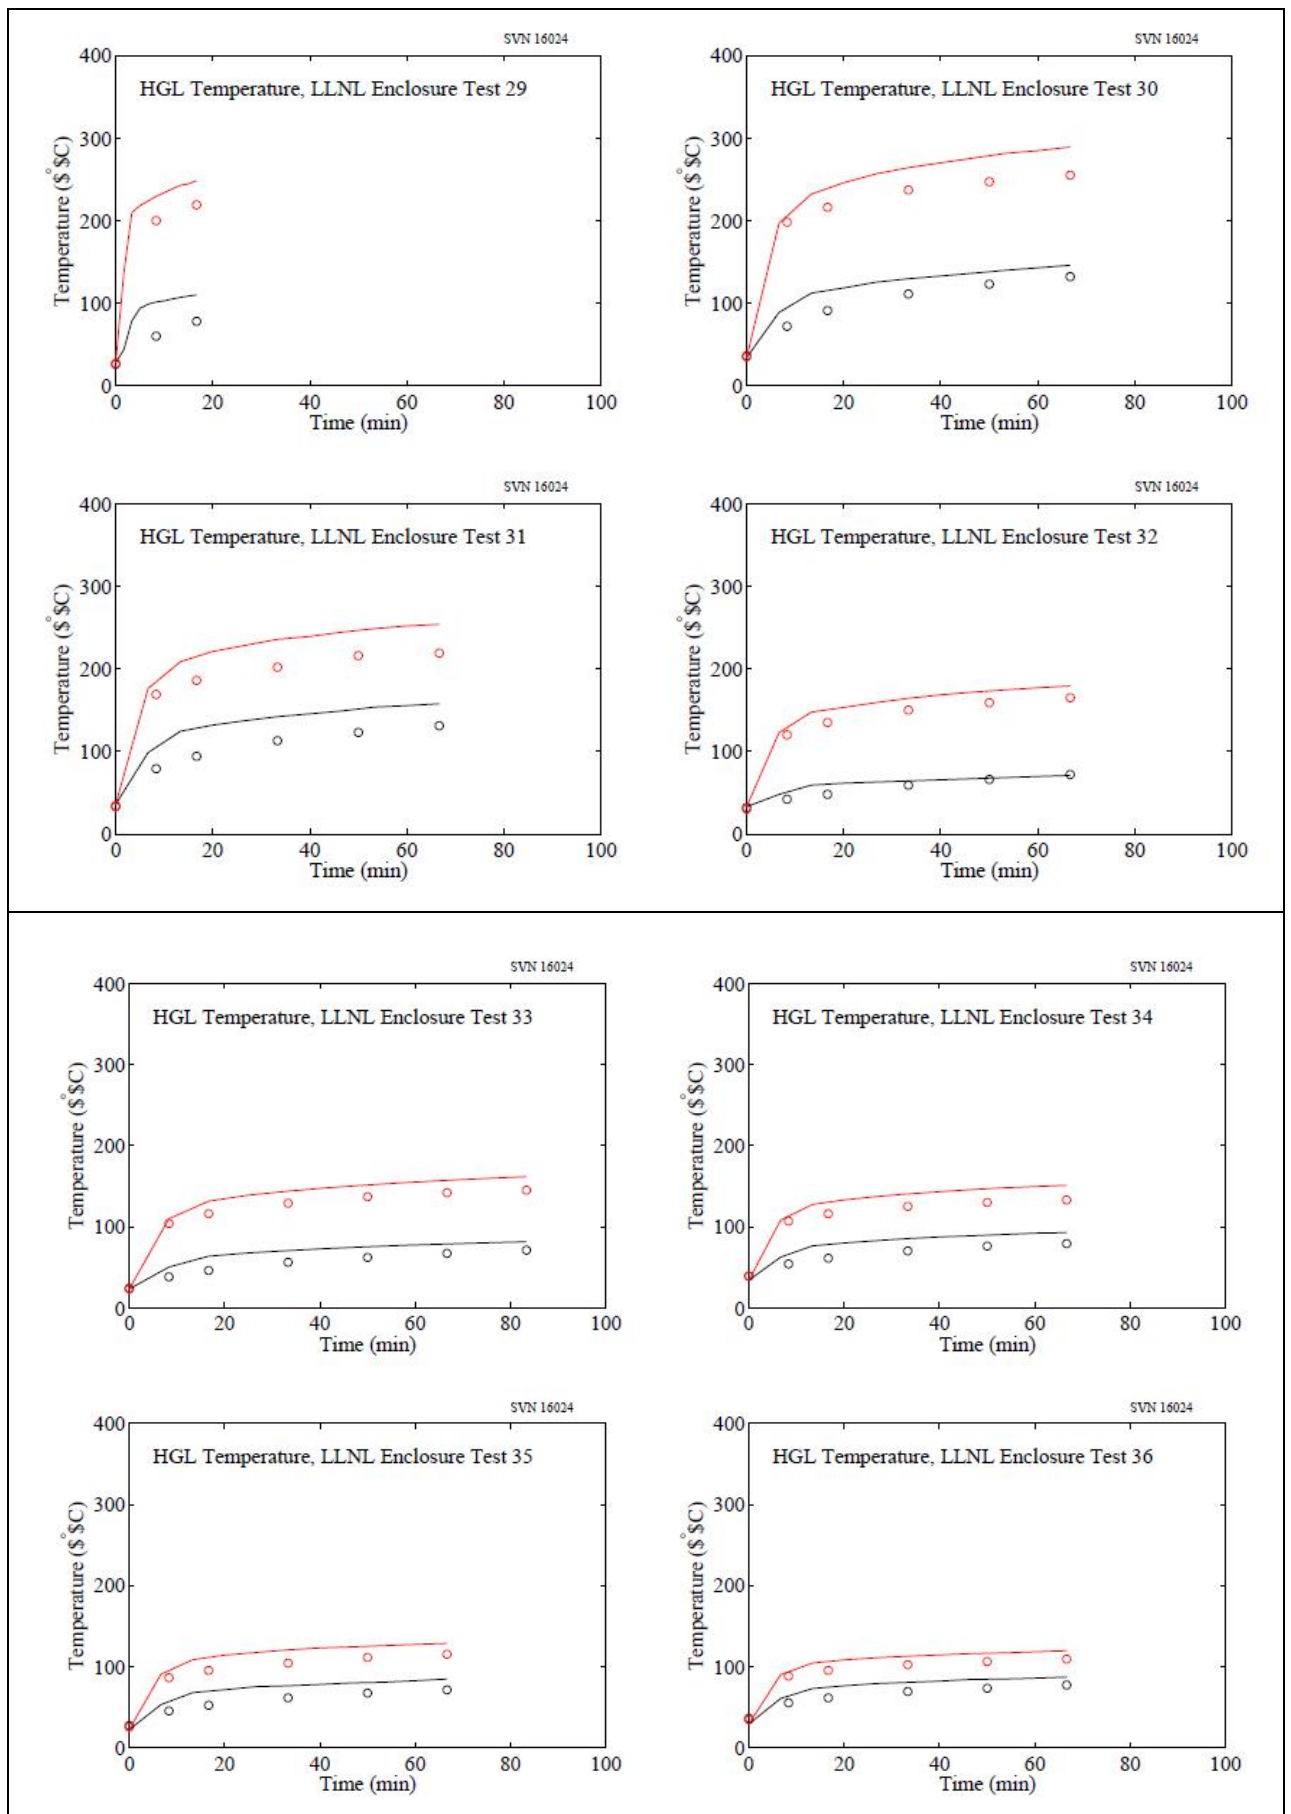 SVN 16024
HGL Temperature, LLNL Enclosure Test 29
Temperature ($°$C)
400
300
200
100
0
0 20 40 60 80 100
Time (min)
SVN 16024
HGL Temperature, LLNL Enclosure Test 30
Temperature ($°$C)
400
300
200
100
0
0 20 40 60 80 100
Time (min)
SVN 16024
HGL Temperature, LLNL Enclosure Test 31
Temperature ($°$C)
400
300
200
100
0
0 20 40 60 80 100
Time (min)
SVN 16024
HGL Temperature, LLNL Enclosure Test 32
Temperature ($°$C)
400
300
200
100
0
0 20 40 60 80 100
Time (min)
SVN 16024
HGL Temperature, LLNL Enclosure Test 33
Temperature ($°$C)
400
300
200
100
0
0 20 40 60 80 100
Time (min)
SVN 16024
HGL Temperature, LLNL Enclosure Test 34
Temperature ($°$C)
400
300
200
100
0
0 20 40 60 80 100
Time (min)
SVN 16024
HGL Temperature, LLNL Enclosure Test 35
Temperature ($°$C)
400
300
200
100
0
0 20 40 60 80 100
Time (min)
SVN 16024
HGL Temperature, LLNL Enclosure Test 36
Temperature ($°$C)
400
300
200
100
0
0 20 40 60 80 100
Time (min)